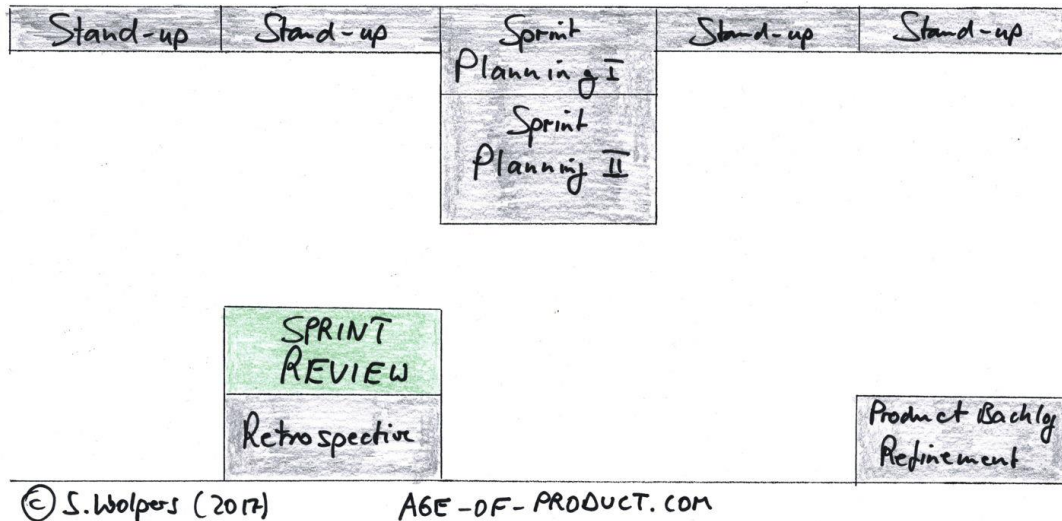 Stand-up Stand-up Sprint Stand-up Stand-up
Planning I
Sprint
Planning II
SPRINT
REVIEW
Retrospective
Product Backlog
Refinement
© S. Wolpers (2017) AGE-OF-PRODUCT.COM